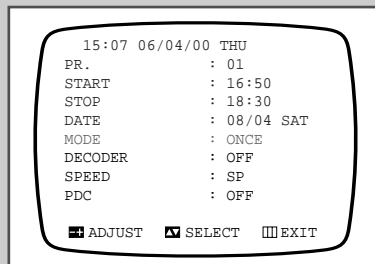 15:07 06/04/00 THU
PR. : 01
START : 16:50
STOP : 18:30
DATE : 08/04 SAT
MODE : ONCE
DECODER : OFF
SPEED : SP
PDC : OFF
ADJUST SELECT EXIT